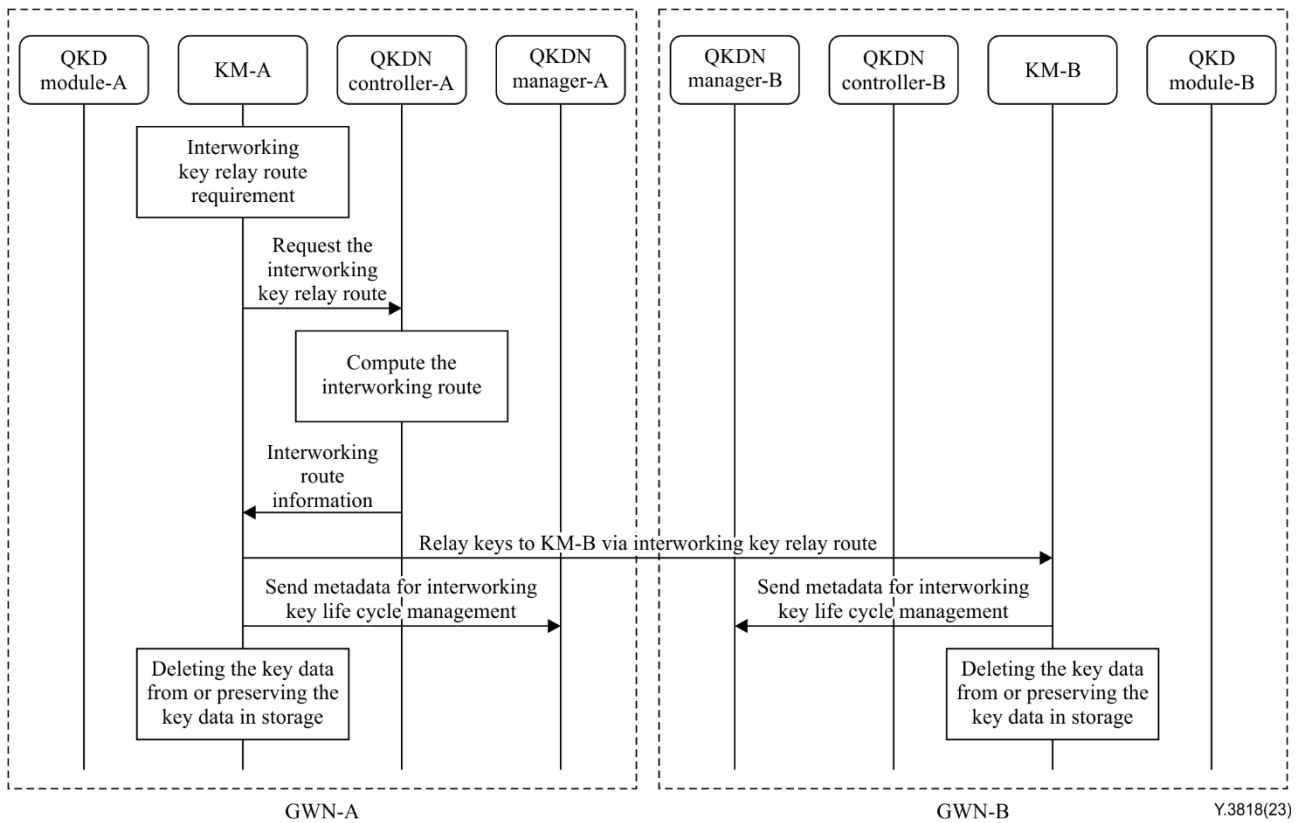 QKD
module-A
KM-A
QKDN
controller-A
QKDN
manager-A
QKDN
manager-B
QKDN
controller-B
KM-B
QKD
module-B
Interworking
key relay route
requirement
Request the
interworking
key relay route
Compute the
interworking route
Interworking
route
information
Relay keys to KM-B via interworking key relay route
Send metadata for interworking
key life cycle management
Send metadata for interworking
key life cycle management
Deleting the key data
from or preserving the
key data in storage
Deleting the key data
from or preserving the
key data in storage
GWN-A
GWN-B
Y.3818(23)